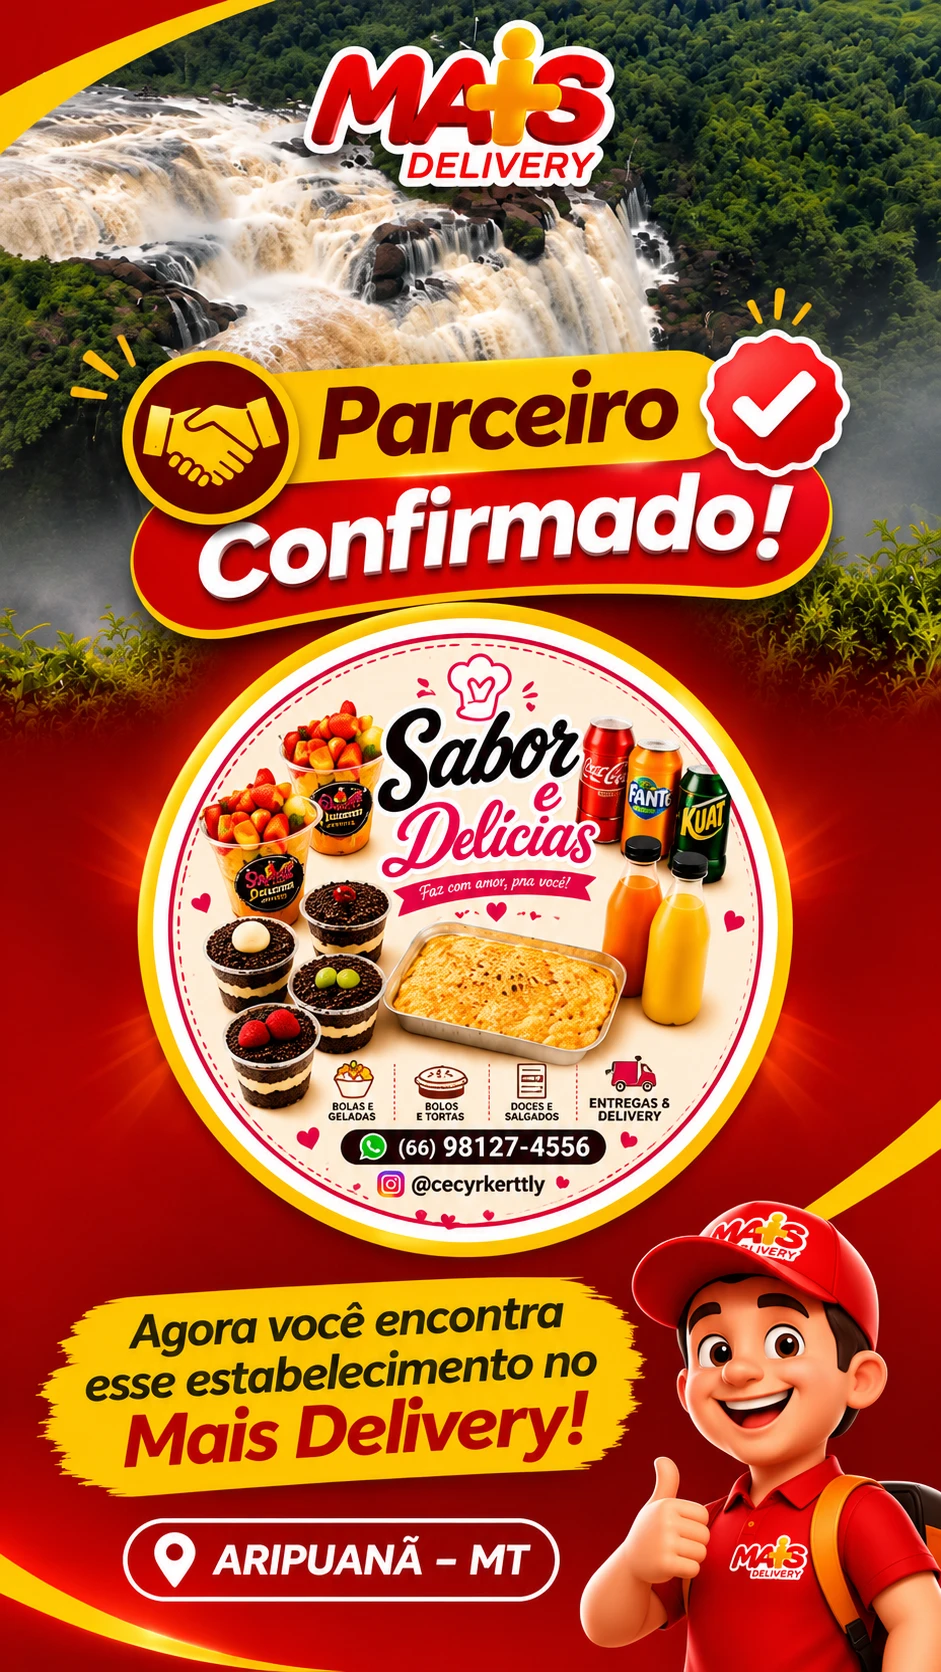 MAIS
DELIVERY
Parceiro
Confirmado!
Sabor
e
Delícias
Faz com amor, pra você!
Coca-Cola
FANT
KUAT
BOLAS E
GELADAS
BOLOS
E TORTAS
DOCES E
SALGADOS
ENTREGAS &
DELIVERY
(66) 98127-4556
@cecyrkerttly
MAIS
DELIVERY
Agora você encontra
esse estabelecimento no
Mais Delivery!
ARIPUANÃ - MT
MAIS
DELIVERY